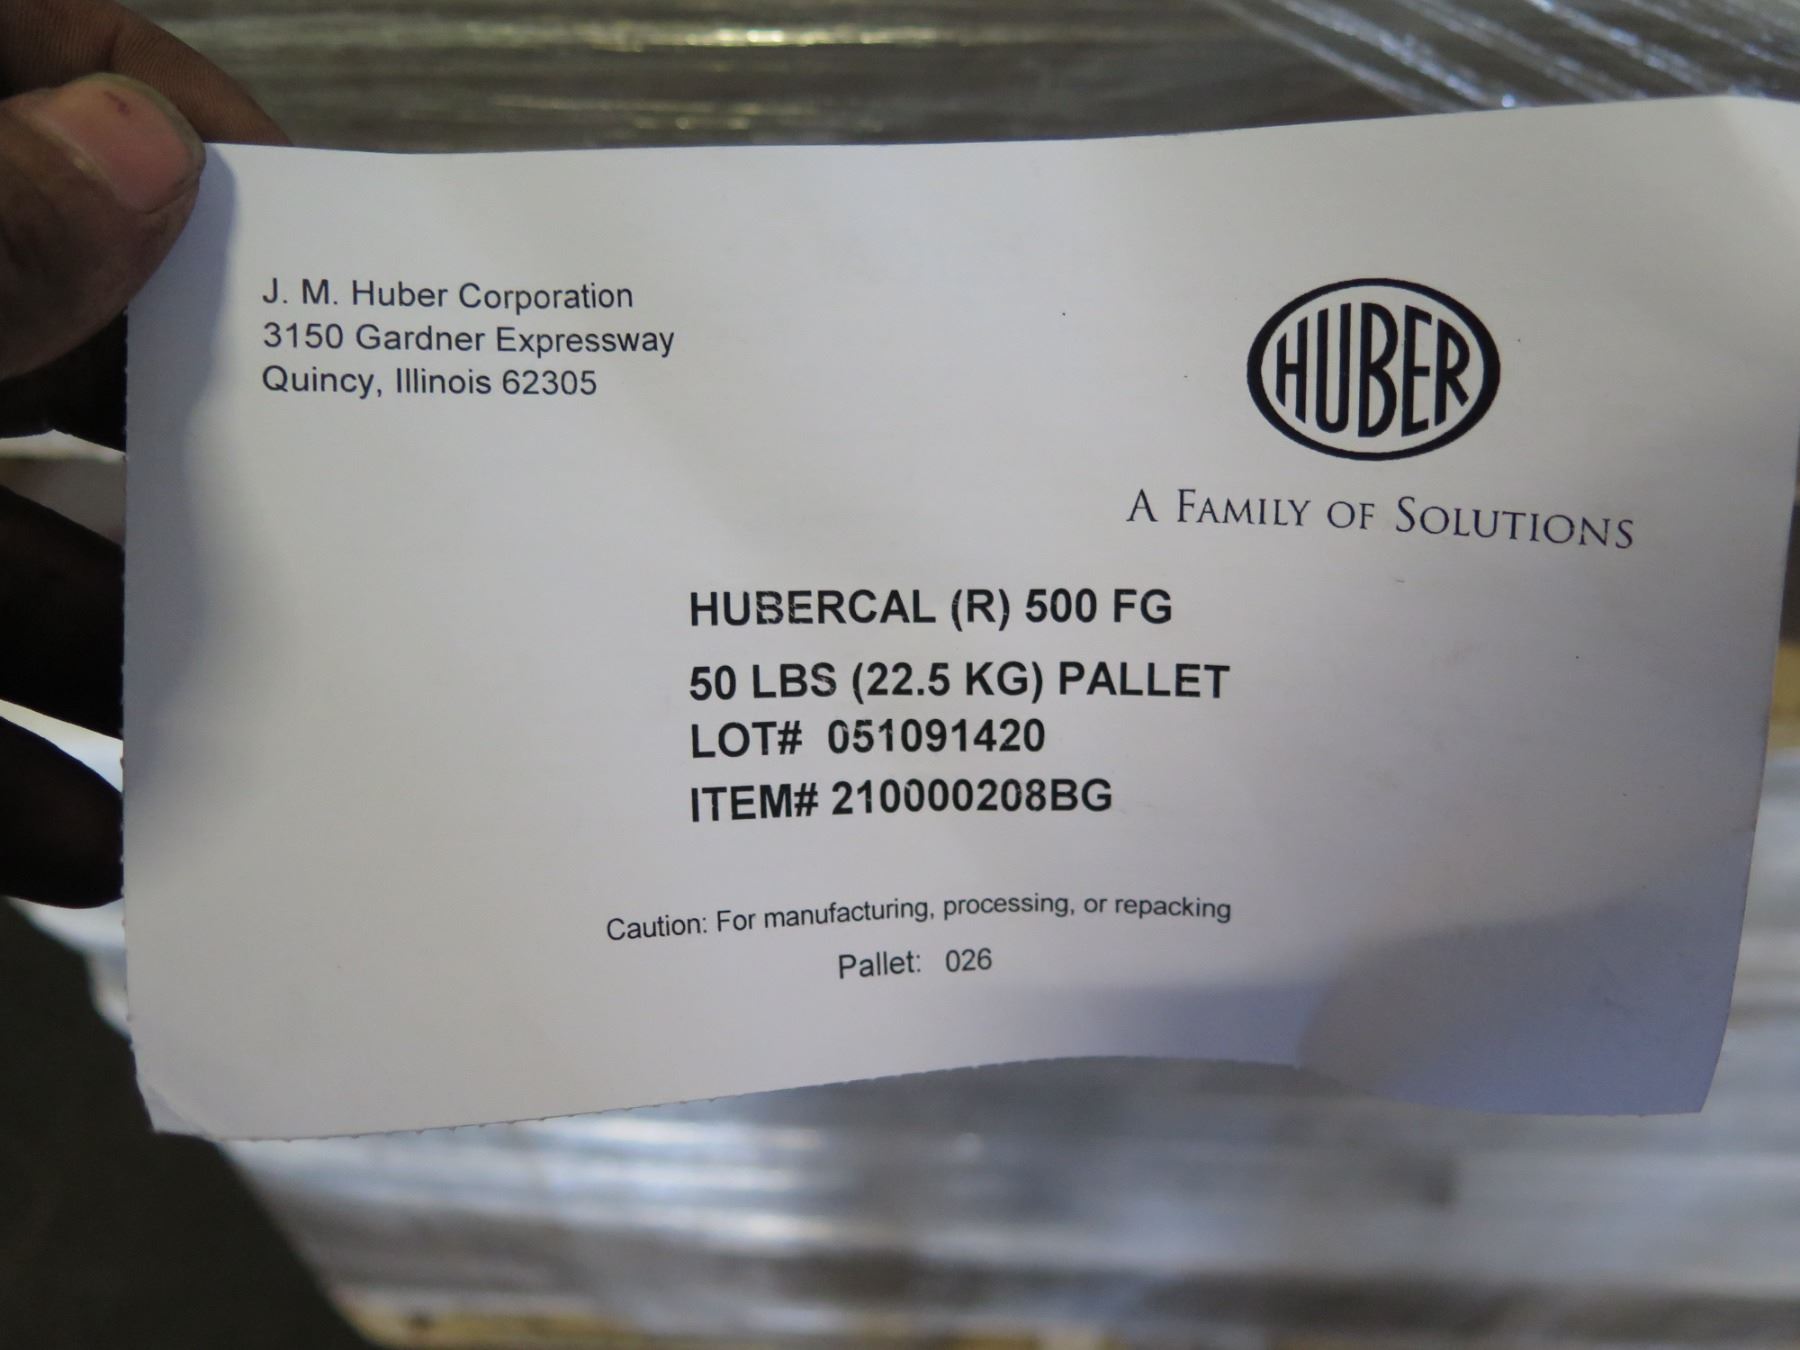 J. M. Huber Corporation
3150 Gardner Expressway
Quincy, Illinois 62305
HUBER
A FAMILY OF SOLUTIONS
HUBERCAL (R) 500 FG
50 LBS (22.5 KG) PALLET
LOT# 051091420
ITEM# 210000208BG
Caution: For manufacturing, processing, or repacking
Pallet: 026